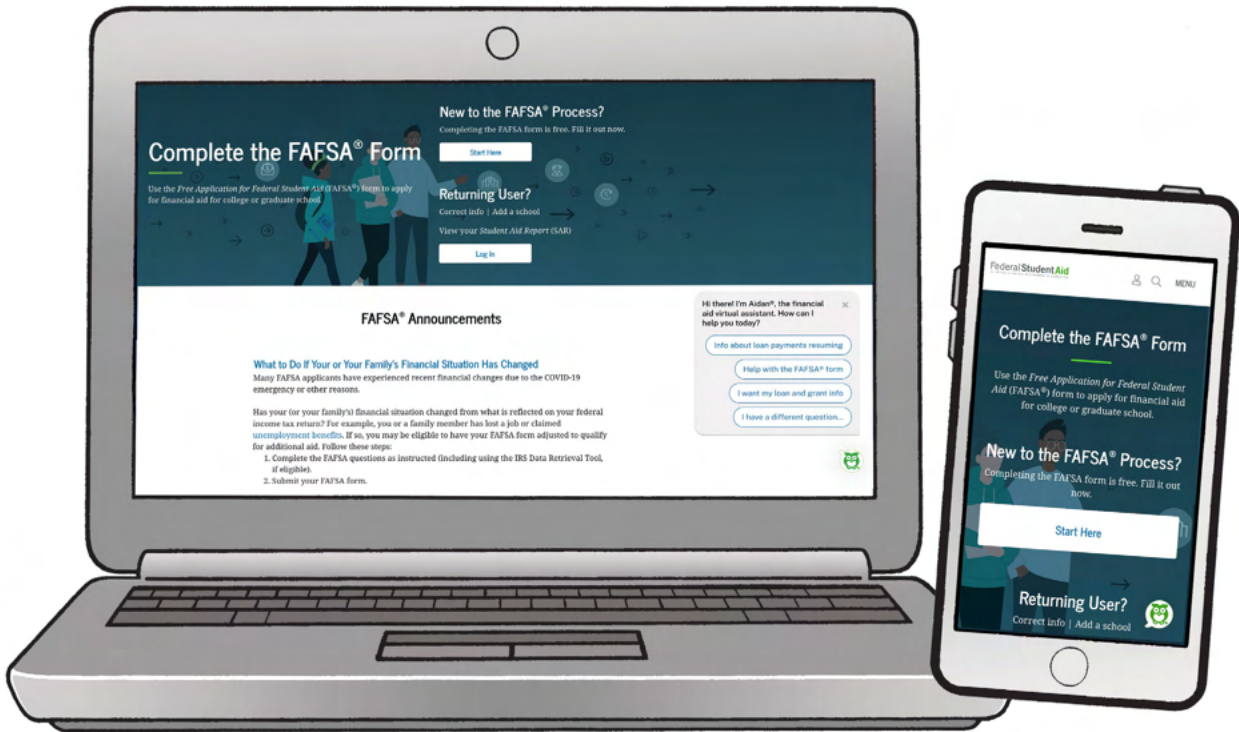 Complete the FAFSA® Form
Use the Free Application for Federal Student Aid (FAFSA®) form to apply
for financial aid for college or graduate school.
New to the FAFSA® Process?
Completing the FAFSA form is free. Fill it out now.
Start Here
Returning User?
Correct info | Add a school
View your Student Aid Report (SAR)
Log In
FAFSA® Announcements
What to Do If Your or Your Family's Financial Situation Has Changed
Many FAFSA applicants have experienced recent financial changes due to the COVID-19
emergency or other reasons.
Has your (or your family's) financial situation changed from what is reflected on your federal
income tax return? For example, you or a family member has lost a job or claimed
unemployment benefits. If so, you may be eligible to have your FAFSA form adjusted to qualify
for additional aid. Follow these steps:
1. Complete the FAFSA questions as instructed (including using the IRS Data Retrieval Tool,
if eligible).
2. Submit your FAFSA form.
Hi there! I'm Aidan®, the financial
aid virtual assistant. How can I
help you today?
Info about loan payments resuming
Help with the FAFSA® form
I want my loan and grant info
I have a different question...
Federal Student Aid
MENU
Complete the FAFSA® Form
Use the Free Application for Federal Student
Aid (FAFSA®) form to apply for financial aid
for college or graduate school.
New to the FAFSA® Process?
Completing the FAFSA form is free. Fill it out
now.
Start Here
Returning User?
Correct info | Add a school